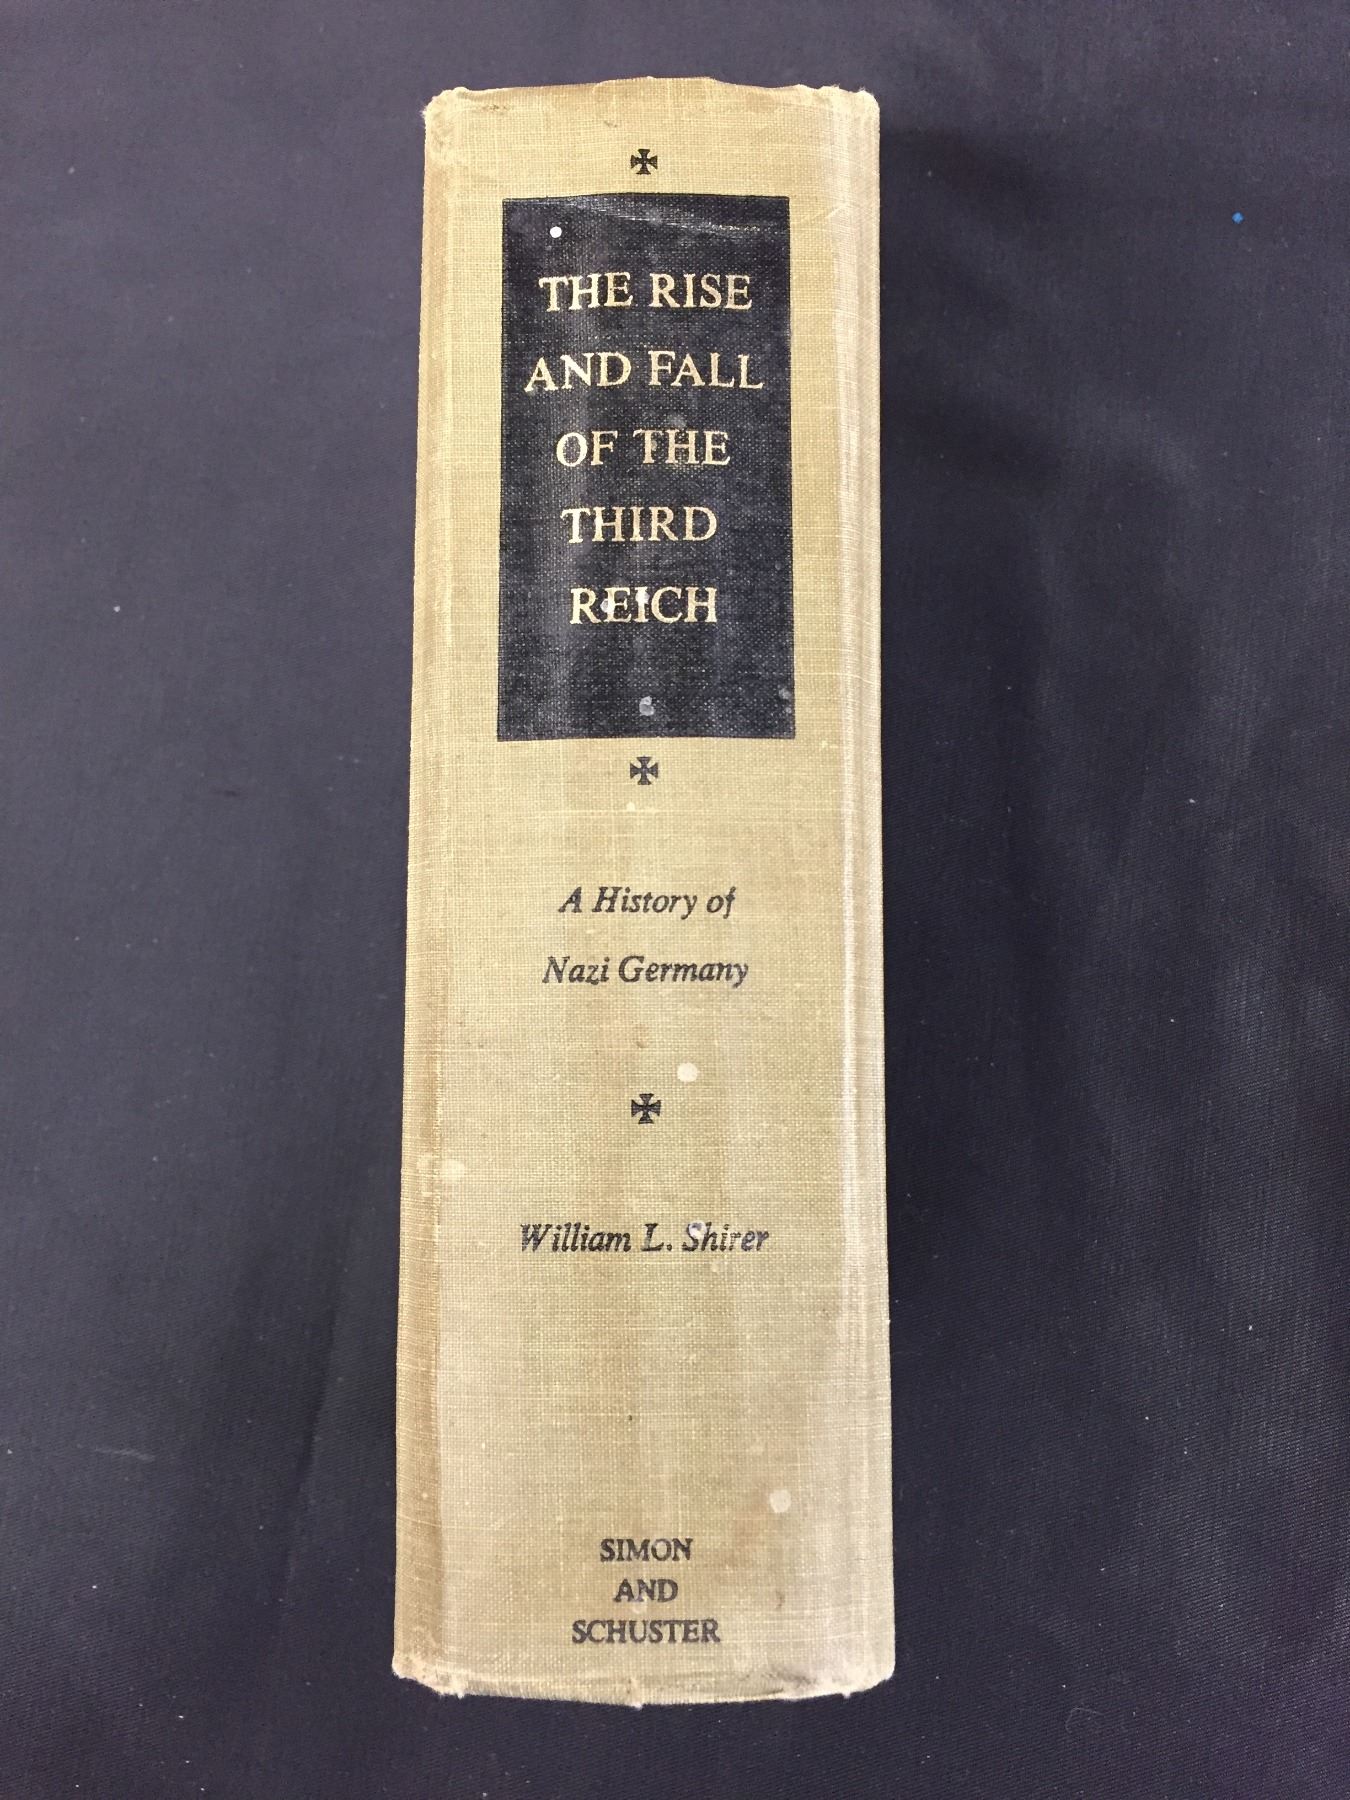 THE RISE
AND FALL
OF THE
THIRD
REICH
A History of
Nazi Germany
William L. Shirer
SIMON
AND
SCHUSTER